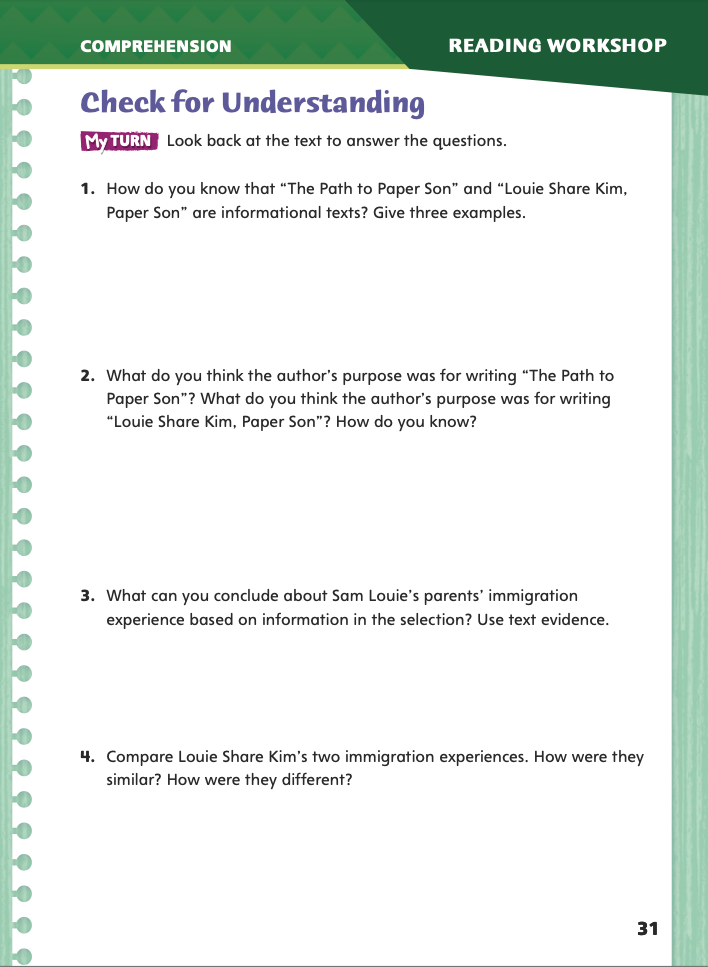 COMPREHENSION
READING WORKSHOP
Check for Understanding
My TURN Look back at the text to answer the questions.
1. How do you know that “The Path to Paper Son” and “Louie Share Kim,
Paper Son” are informational texts? Give three examples.
2. What do you think the author’s purpose was for writing “The Path to
Paper Son”? What do you think the author’s purpose was for writing
“Louie Share Kim, Paper Son”? How do you know?
3. What can you conclude about Sam Louie’s parents’ immigration
experience based on information in the selection? Use text evidence.
4. Compare Louie Share Kim’s two immigration experiences. How were they
similar? How were they different?
31